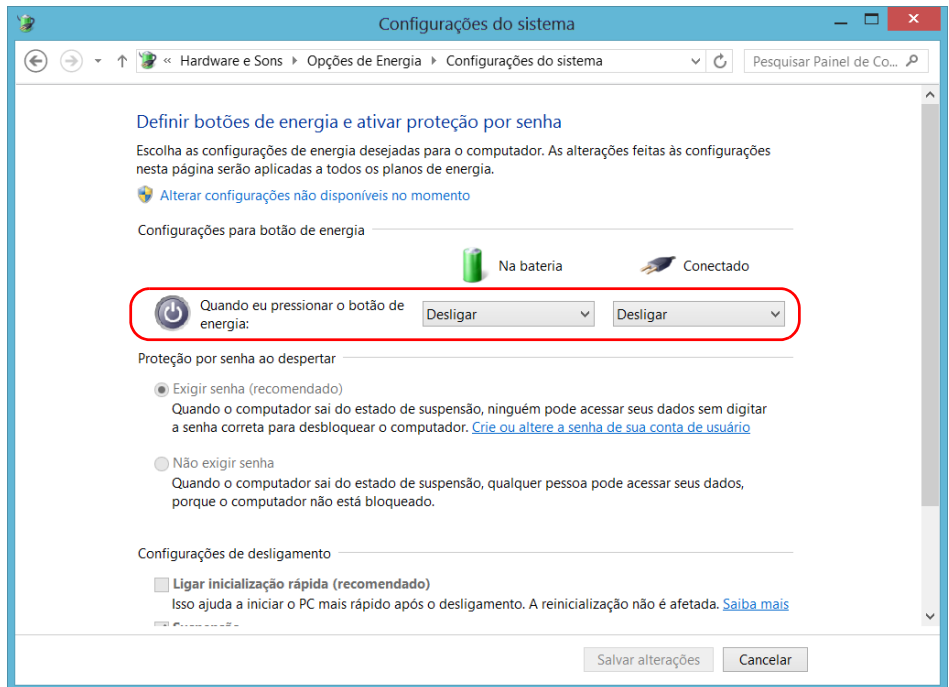 Configurações do sistema
« Hardware e Sons Opções de Energia Configurações do sistema
Pesquisar Painel de Co...
Definir botões de energia e ativar proteção por senha
Escolha as configurações de energia desejadas para o computador. As alterações feitas às configurações
nesta página serão aplicadas a todos os planos de energia.
Alterar configurações não disponíveis no momento
Configurações para botão de energia
Na bateria Conectado
Quando eu pressionar o botão de
energia:
Desligar Desligar
Proteção por senha ao despertar
Exigir senha (recomendado)
Quando o computador sai do estado de suspensão, ninguém pode acessar seus dados sem digitar
a senha correta para desbloquear o computador. Crie ou altere a senha de sua conta de usuário
Não exigir senha
Quando o computador sai do estado de suspensão, qualquer pessoa pode acessar seus dados,
porque o computador não está bloqueado.
Configurações de desligamento
Ligar inicialização rápida (recomendado)
Isso ajuda a iniciar o PC mais rápido após o desligamento. A reinicialização não é afetada. Saiba mais
Salvar alterações Cancelar